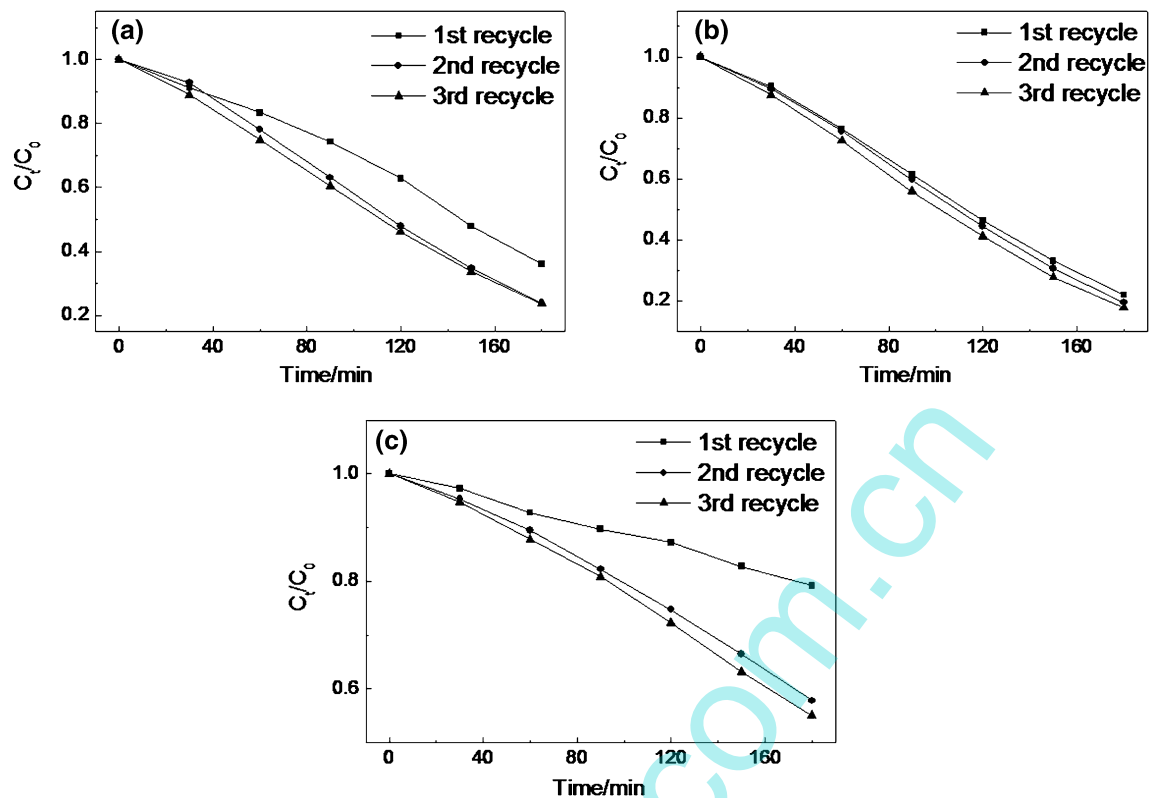 (a)
1st recycle
2nd recycle
3rd recycle
1.0
0.8
0.6
0.4
0.2
Ct/C0
0 40 80 120 160
Time/min
(b)
1st recycle
2nd recycle
3rd recycle
1.0
0.8
0.6
0.4
0.2
Ct/C0
0 40 80 120 160
Time/min
(c)
1st recycle
2nd recycle
3rd recycle
1.0
0.8
0.6
Ct/C0
0 40 80 120 160
Time/min
com.cn